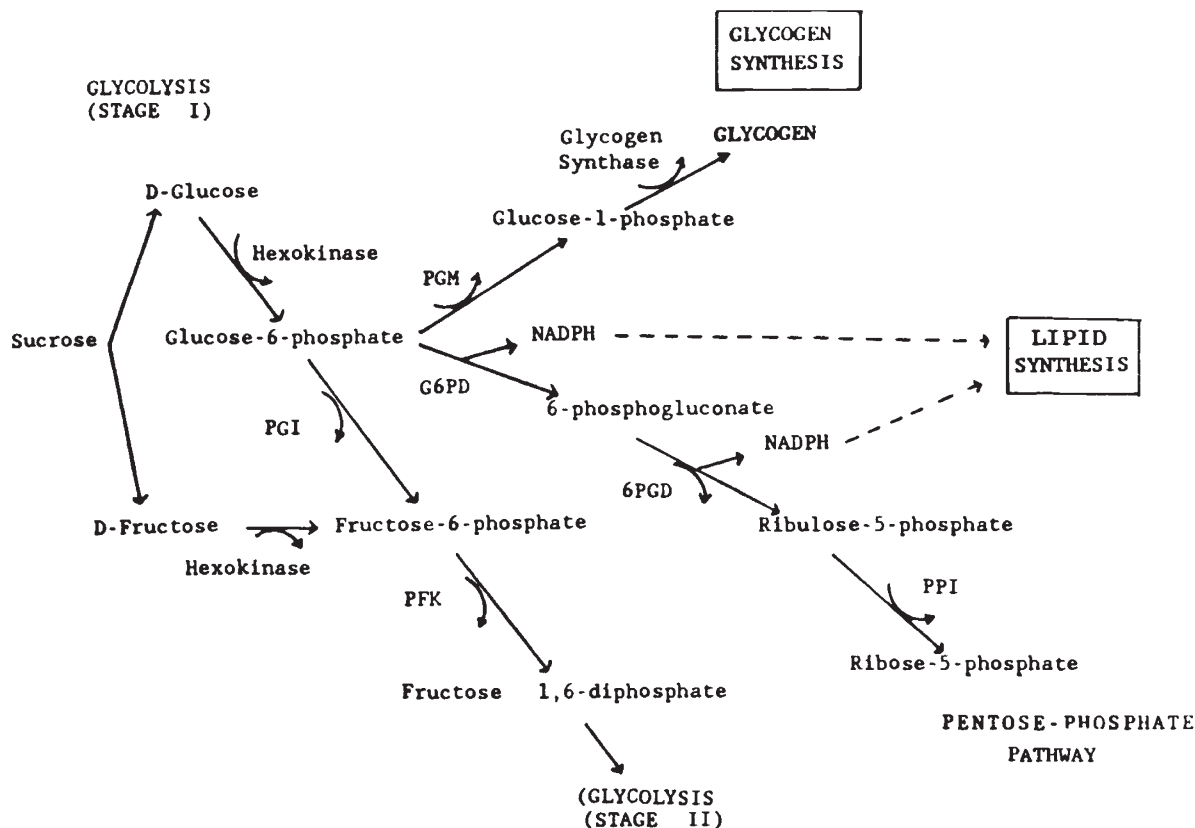 GLYCOGEN
SYNTHESIS
GLYCOLYSIS
(STAGE I)
Glycogen
Synthase
GLYCOGEN
D-Glucose
Glucose-1-phosphate
Hexokinase
PGM
Sucrose
Glucose-6-phosphate
NADPH
LIPID
SYNTHESIS
G6PD
6-phosphogluconate
PGI
NADPH
6PGD
D-Fructose
Fructose-6-phosphate
Ribulose-5-phosphate
Hexokinase
PFK
PPI
Ribose-5-phosphate
Fructose 1,6-diphosphate
PENTOSE-PHOSPHATE
PATHWAY
(GLYCOLYSIS
(STAGE II)